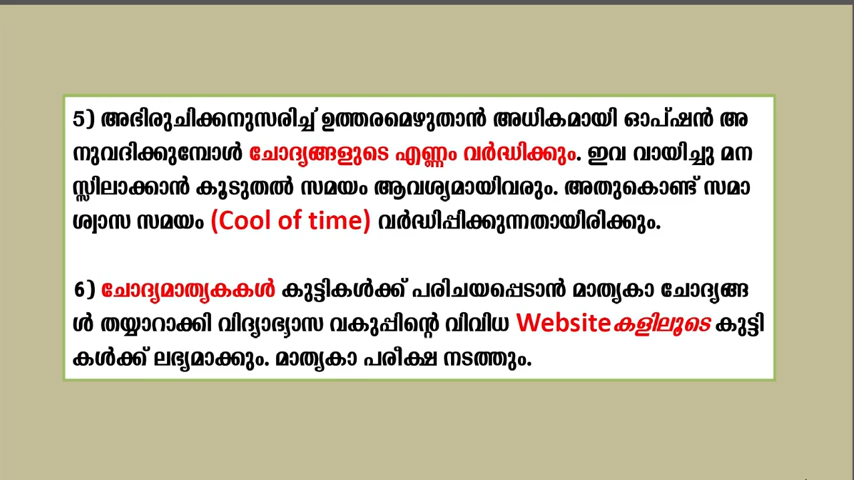 5) അഭിരുചിക്കനുസരിച്ച് ഉത്തരമെഴുതാൻ അധികമായി ഓപ്ഷൻ അ
നുവദിക്കുമ്പോൾ ചോദ്യങ്ങളുടെ എണ്ണം വർദ്ധിക്കും. ഇവ വായിച്ചു മന
സ്സിലാക്കാൻ കൂടുതൽ സമയം ആവശ്യമായിവരും. അതുകൊണ്ട് സമാ
ശ്വാസ സമയം (Cool of time) വർദ്ധിപ്പിക്കുന്നതായിരിക്കും.
6) ചോദ്യമാതൃകകൾ കുട്ടികൾക്ക് പരിചയപ്പെടാൻ മാതൃകാ ചോദ്യങ്ങ
ൾ തയ്യാറാക്കി വിദ്യാഭ്യാസ വകുപ്പിന്റെ വിവിധ Websiteകളിലൂടെ കുട്ടി
കൾക്ക് ലഭ്യമാക്കും. മാതൃകാ പരീക്ഷ നടത്തും.